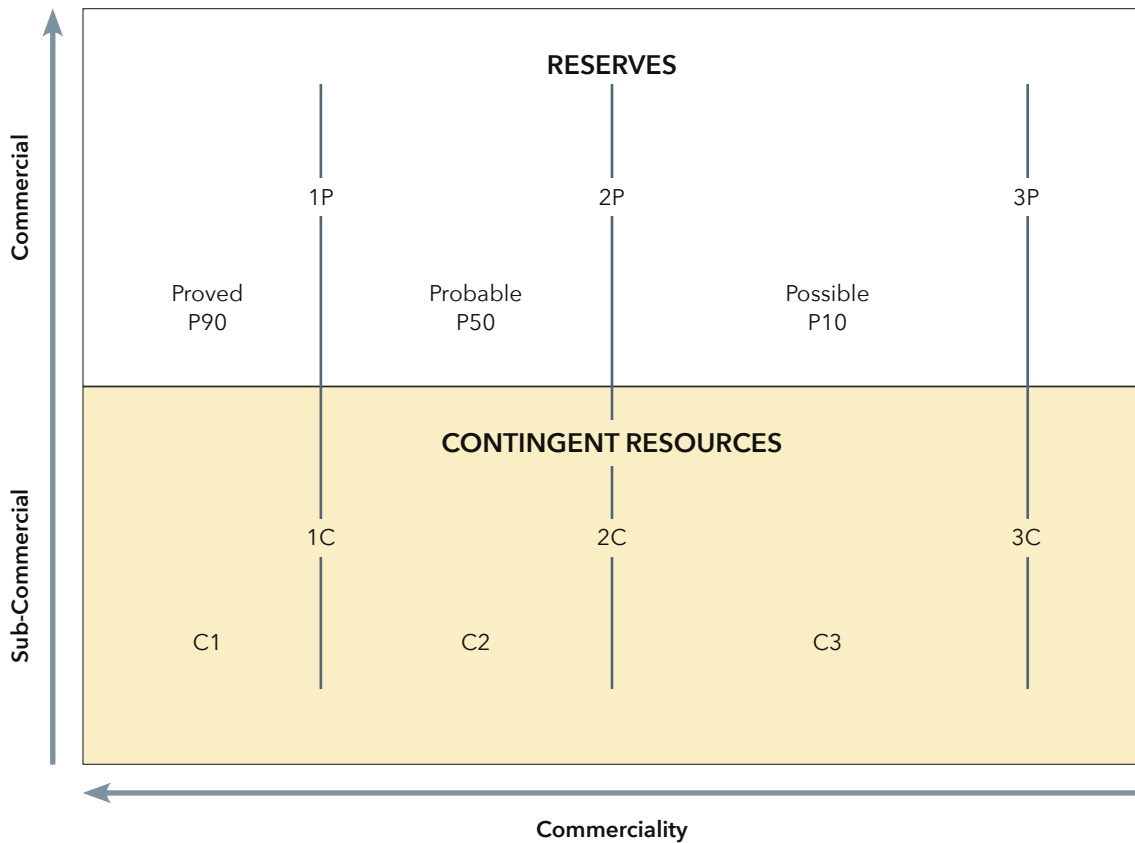 Commercial
RESERVES
1P
2P
3P
Proved
P90
Probable
P50
Possible
P10
Sub-Commercial
CONTINGENT RESOURCES
1C
2C
3C
C1
C2
C3
Commerciality